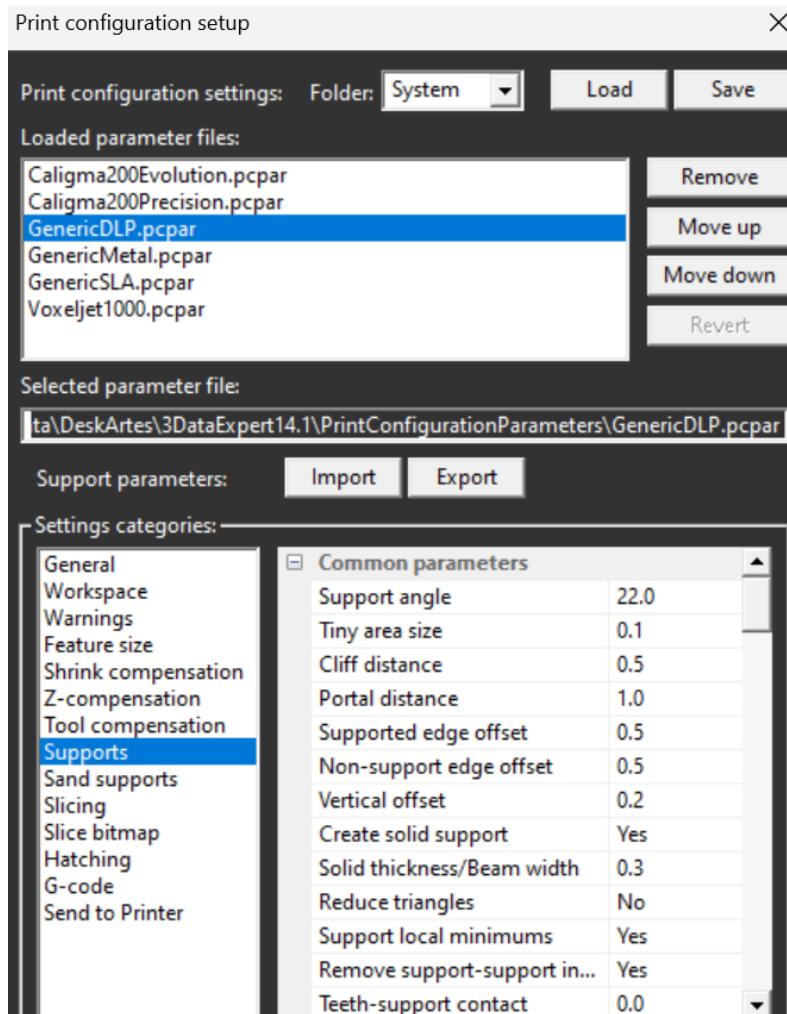 Print configuration setup
Print configuration settings: Folder: System Load Save
Loaded parameter files:
Caligma200Evolution.pcpar
Caligma200Precision.pcpar
GenericDLP.pcpar
GenericMetal.pcpar
GenericSLA.pcpar
Voxeljet1000.pcpar
Remove
Move up
Move down
Revert
Selected parameter file:
ta\DeskArtes\3DataExpert14.1\PrintConfigurationParameters\GenericDLP.pcpar
Support parameters: Import Export
Settings categories:
General
Workspace
Warnings
Feature size
Shrink compensation
Z-compensation
Tool compensation
Supports
Sand supports
Slicing
Slice bitmap
Hatching
G-code
Send to Printer
Common parameters
Support angle 22.0
Tiny area size 0.1
Cliff distance 0.5
Portal distance 1.0
Supported edge offset 0.5
Non-support edge offset 0.5
Vertical offset 0.2
Create solid support Yes
Solid thickness/Beam width 0.3
Reduce triangles No
Support local minimums Yes
Remove support-support in... Yes
Teeth-support contact 0.0